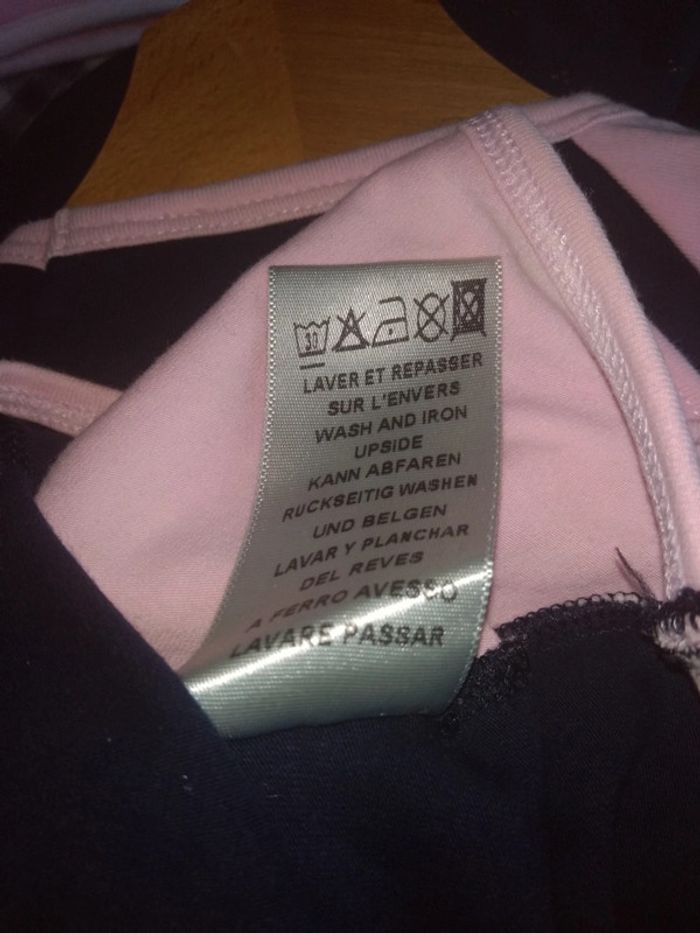 30
LAVER ET REPASSER
SUR L'ENVERS
WASH AND IRON
UPSIDE
KANN ABFAREN
RUCKSEITIG WASHEN
UND BELGEN
LAVAR Y PLANCHAR
DEL REVES
A FERRO AVESSO
LAVARE PASSAR